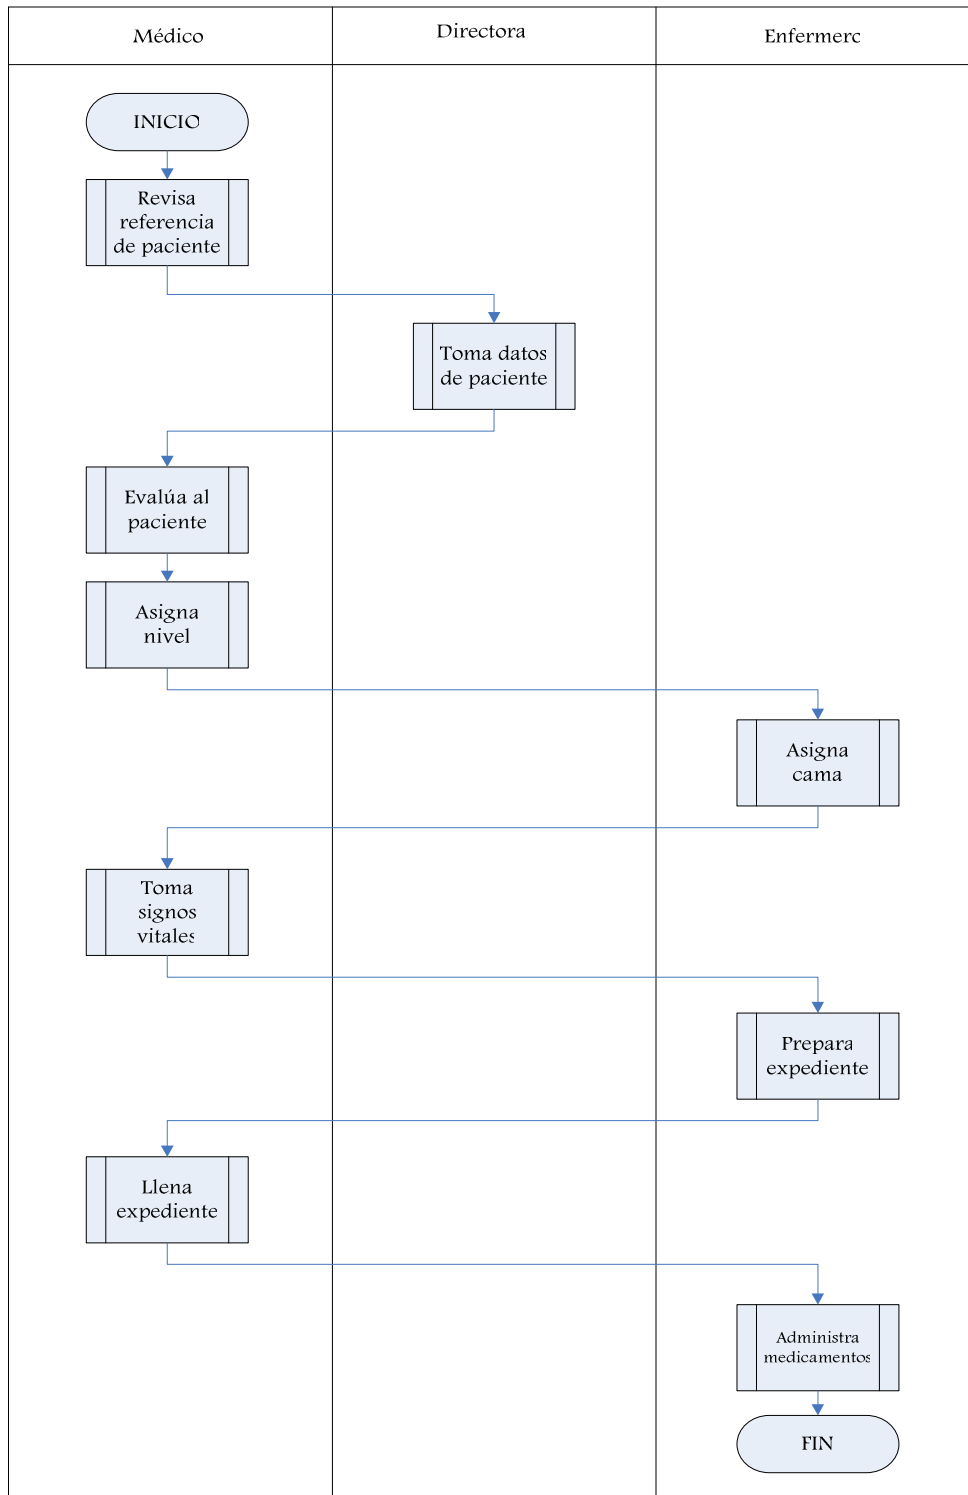 Médico
Directora
Enfermerc
INICIO
Revisa
referencia
de paciente
Toma datos
de paciente
Evalúa al
paciente
Asigna
nivel
Asigna
cama
Toma
signos
vitales
Prepara
expediente
Llena
expediente
Administra
medicamentos
FIN